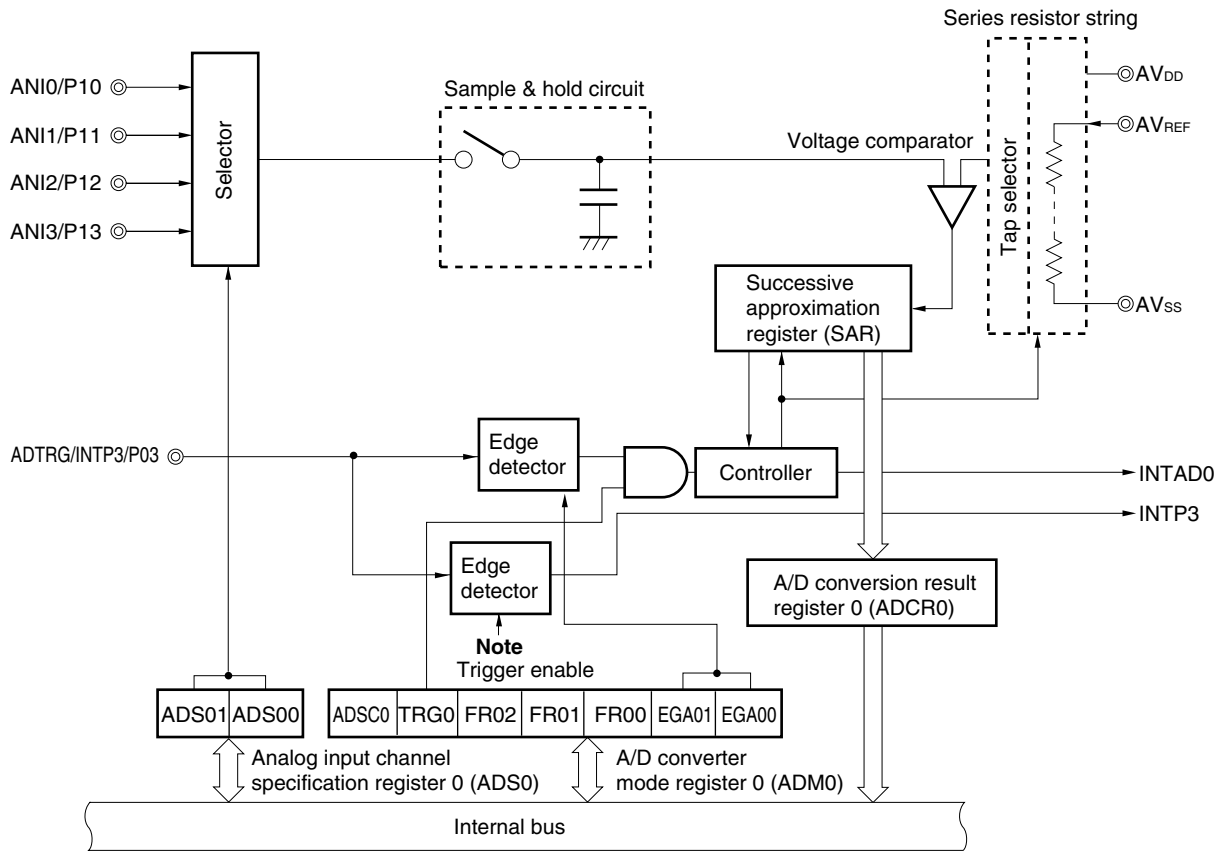 Series resistor string
ANI0/P10
ANI1/P11
ANI2/P12
ANI3/P13
Selector
Sample & hold circuit
Voltage comparator
Tap selector
AVDD
AVREF
AVSS
Successive
approximation
register (SAR)
ADTRG/INTP3/P03
Edge
detector
Controller
INTAD0
INTP3
Edge
detector
A/D conversion result
register 0 (ADCR0)
Note
Trigger enable
ADS01 ADS00
ADSC0 TRG0 FR02 FR01 FR00 EGA01 EGA00
Analog input channel
specification register 0 (ADS0)
A/D converter
mode register 0 (ADM0)
Internal bus